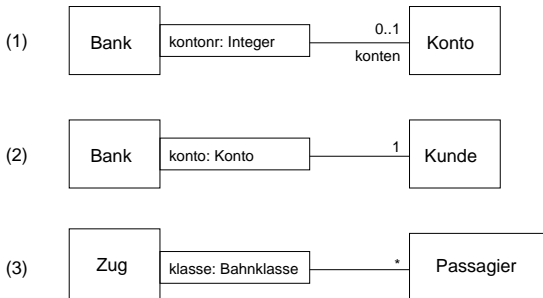 (1) Bank kontonr: Integer 0..1 Konto
konten
(2) Bank konto: Konto 1 Kunde
(3) Zug klasse: Bahnklasse * Passagier